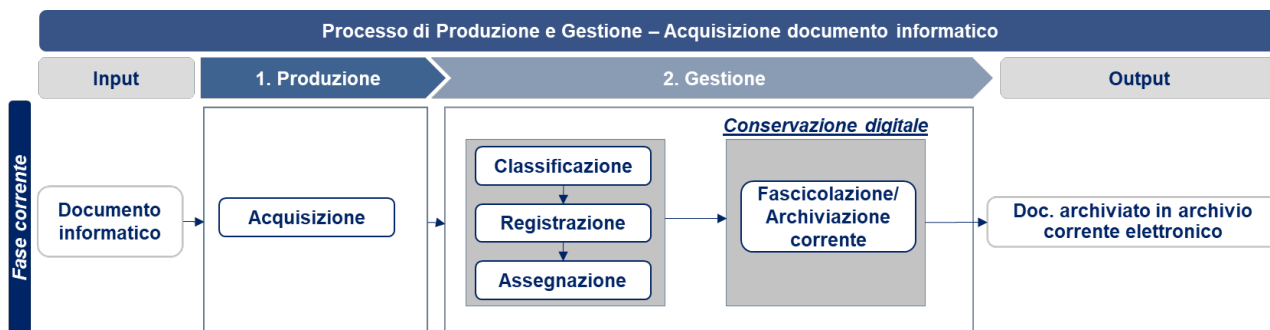 Processo di Produzione e Gestione – Acquisizione documento informatico
Input
1. Produzione
2. Gestione
Output
Fase corrente
Documento
informatico
Acquisizione
Classificazione
Registrazione
Assegnazione
Conservazione digitale
Fascicolazione/
Archiviazione
corrente
Doc. archiviato in archivio
corrente elettronico